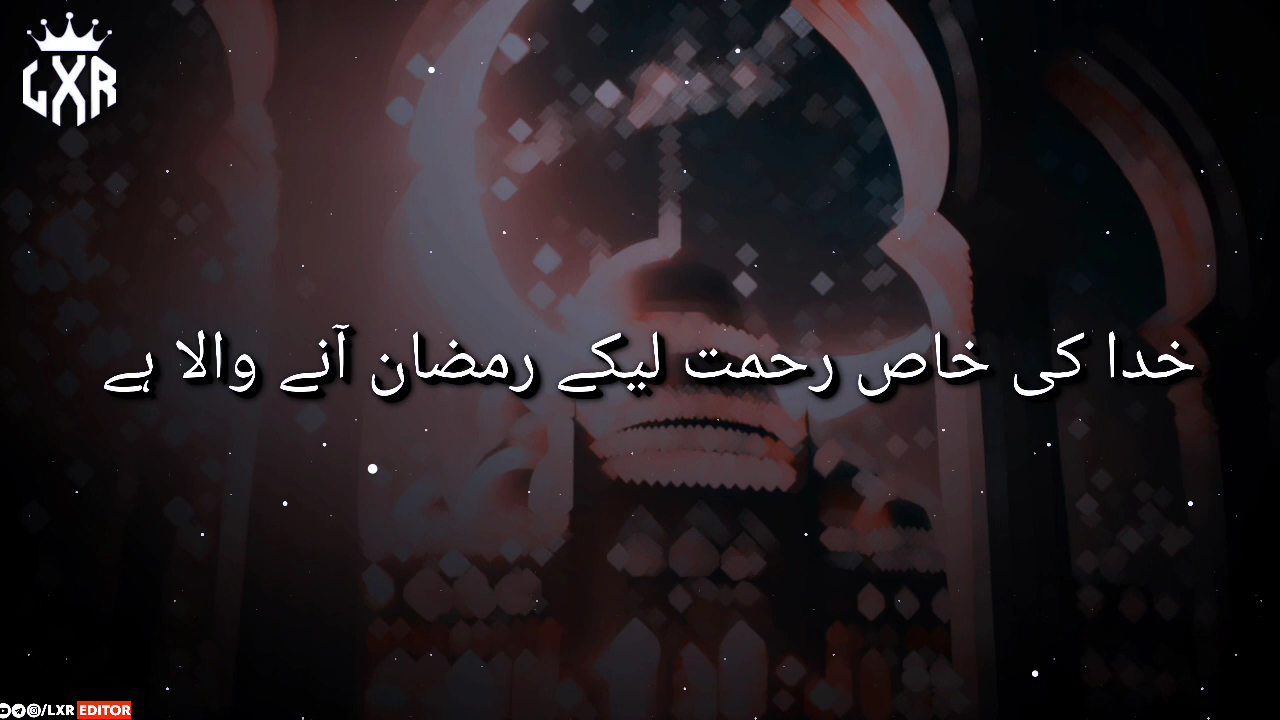 LXR
خدا کی خاص رحمت لیکے رمضان آنے والا ہے
/LXR EDITOR